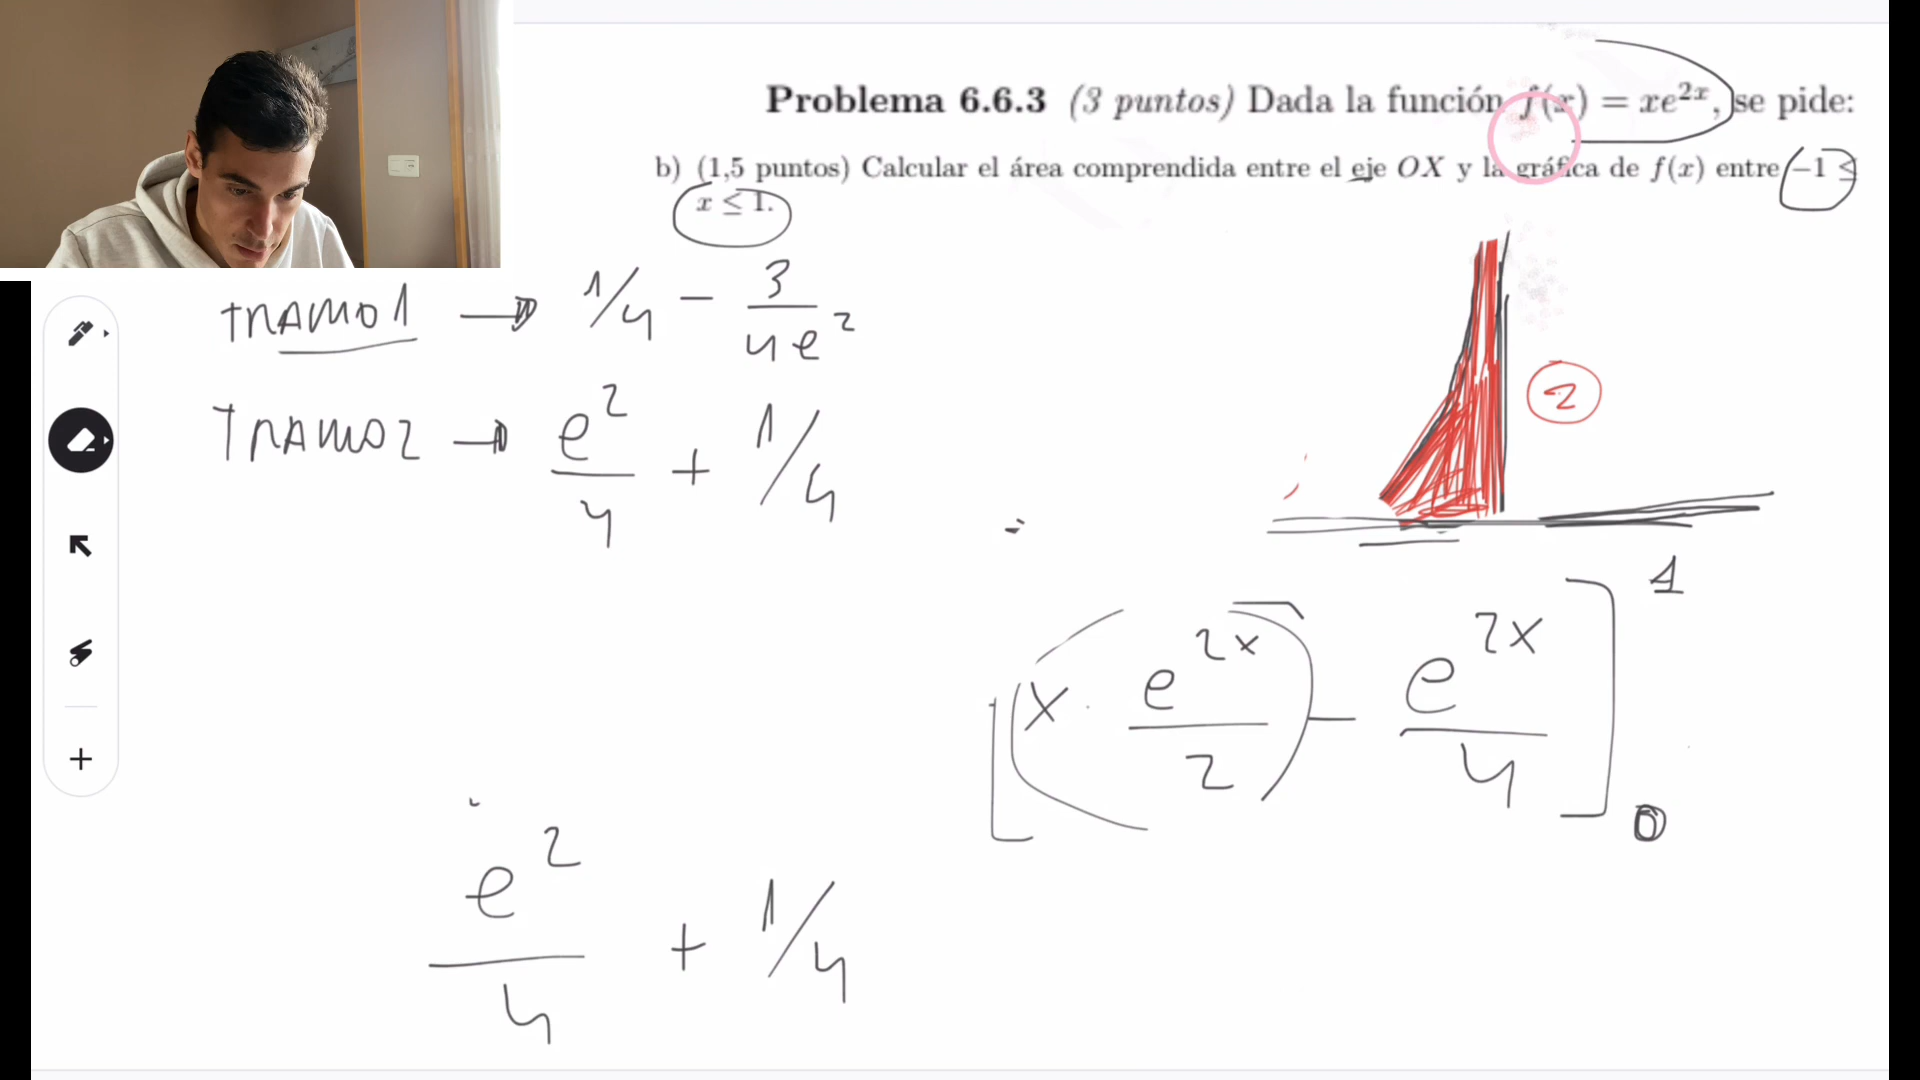 Problema 6.6.3 (3 puntos) Dada la función f(x) = xe^{2x}, se pide:
b) (1,5 puntos) Calcular el área comprendida entre el eje OX y la gráfica de f(x) entre −1 ≤
x ≤ 1.
TRAMO 1 → 1/4 − 3/4e²
TRAMO 2 → e²/4 + 1/4
2
=
[(x · e^{2x}/2) − e^{2x}/4]
1
0
e²/4 + 1/4